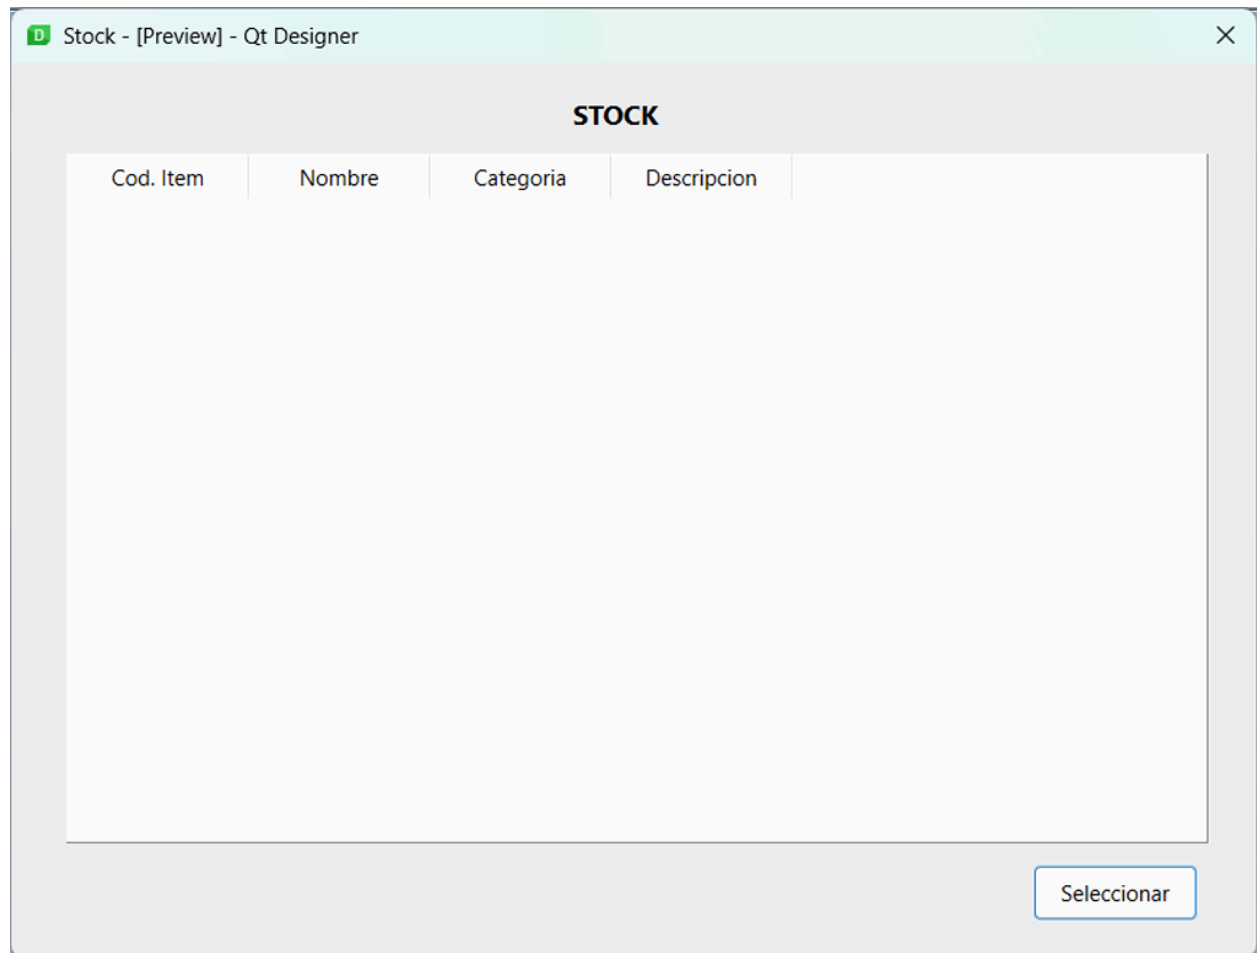 D Stock - [Preview] - Qt Designer
STOCK
Cod. Item Nombre Categoria Descripcion
Seleccionar